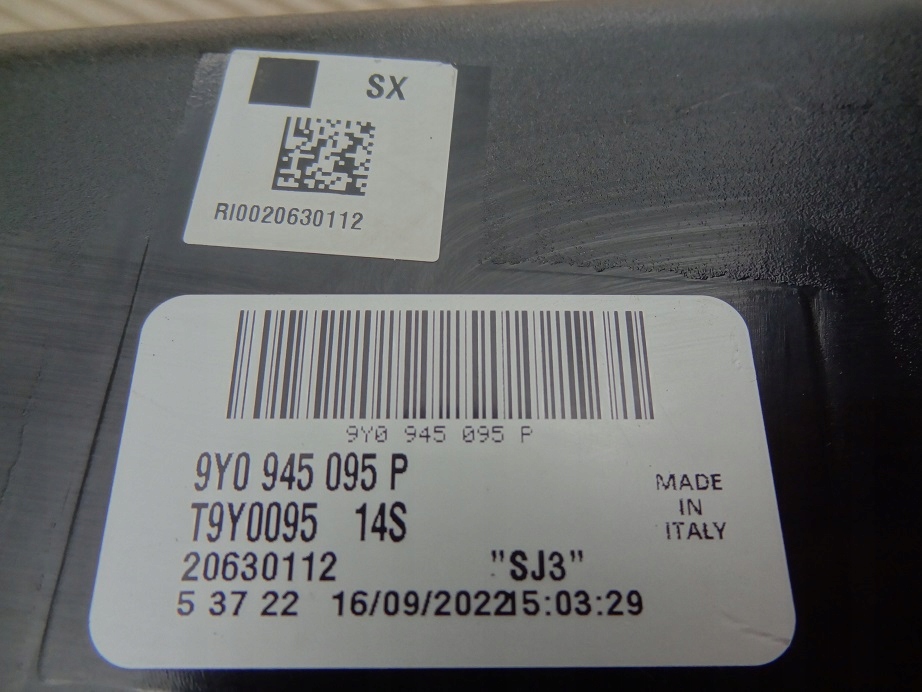 SX
RI0020630112
9Y0 945 095 P
9Y0 945 095 P
T9Y0095 14S
20630112 "SJ3"
5 37 22 16/09/2022 15:03:29
MADE
IN
ITALY